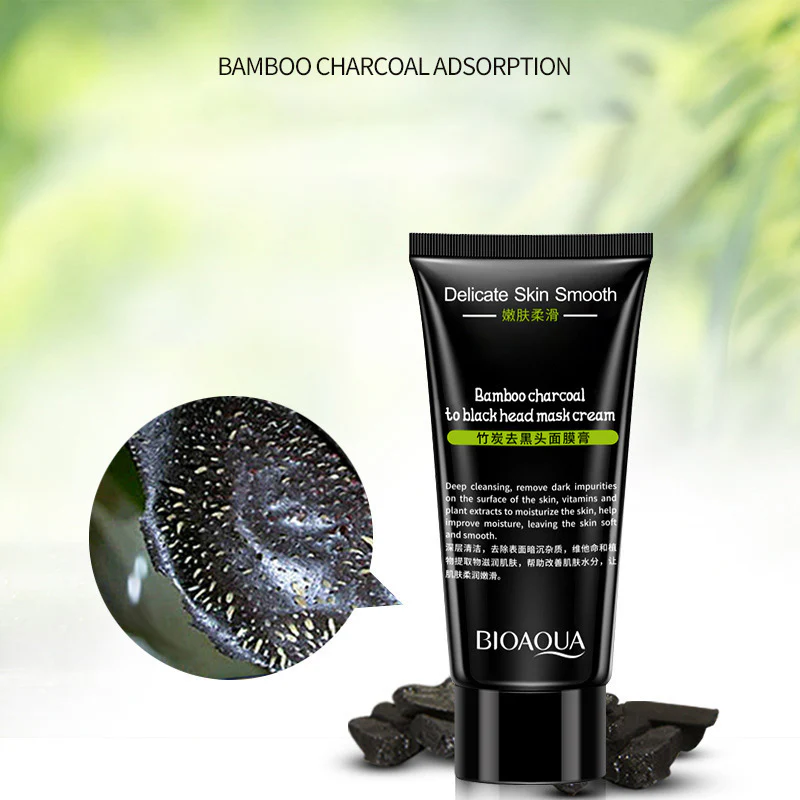 BAMBOO CHARCOAL ADSORPTION
Delicate Skin Smooth
嫩肤柔滑
Bamboo charcoal
to black head mask cream
竹炭去黑头面膜膏
Deep cleansing, remove dark impurities
on the surface of the skin, vitamins and
plant extracts to moisturize the skin, help
improve moisture, leaving the skin soft
and smooth.
深层清洁，去除表面暗沉杂质，维他命和植
物提取物滋润肌肤，帮助改善肌肤水分，让
肌肤柔润嫩滑。
BIOAQUA